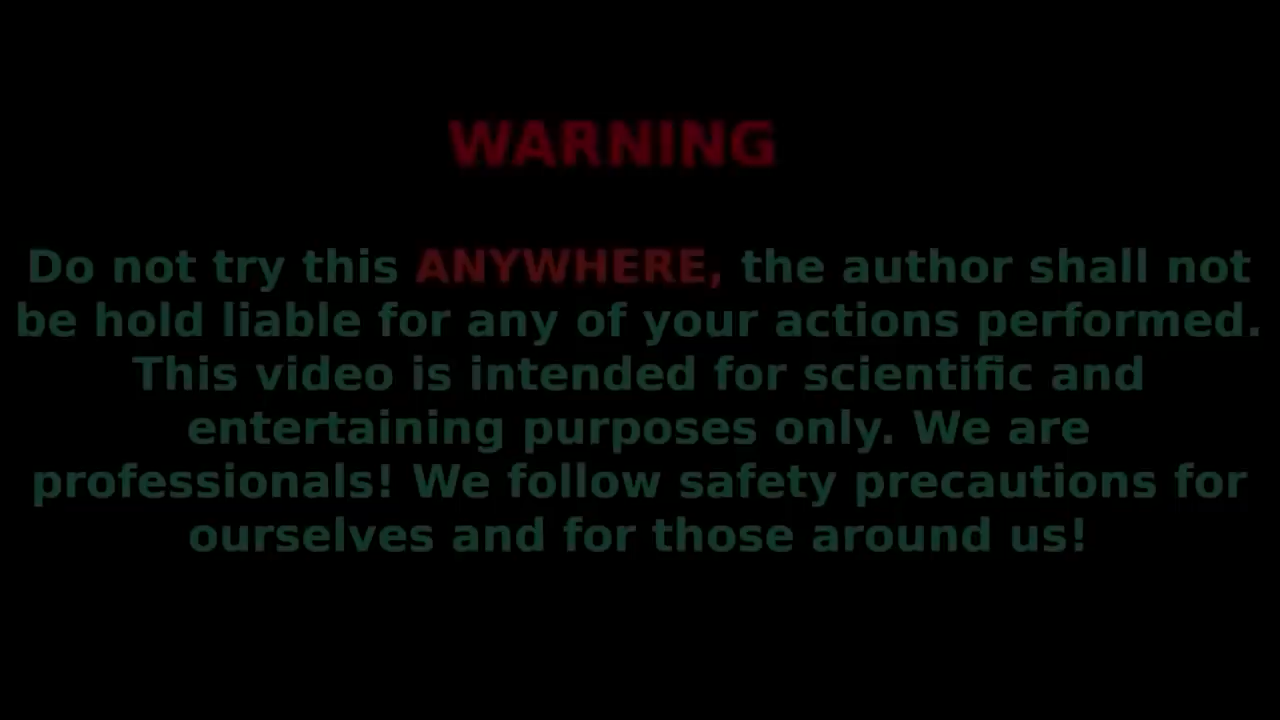 WARNING
Do not try this ANYWHERE, the author shall not
be hold liable for any of your actions performed.
This video is intended for scientific and
entertaining purposes only. We are
professionals! We follow safety precautions for
ourselves and for those around us!